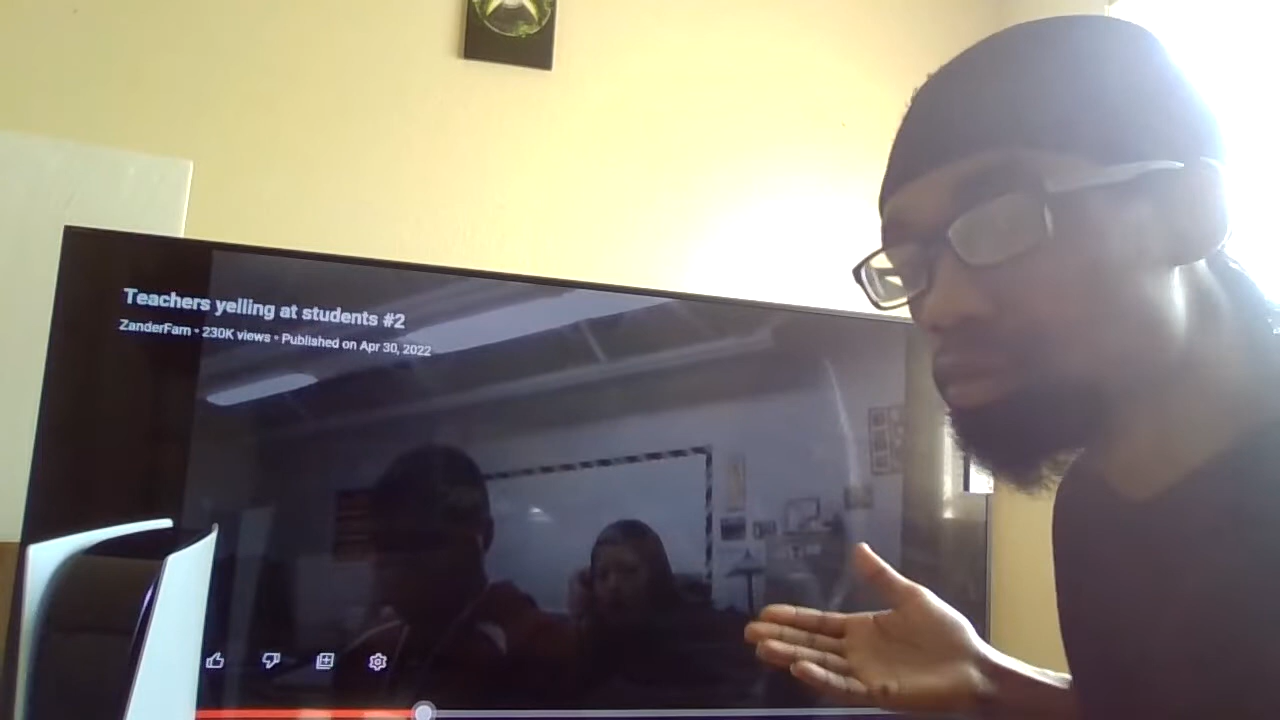 Teachers yelling at students #2
ZanderFam • 230K views • Published on Apr 30, 2022